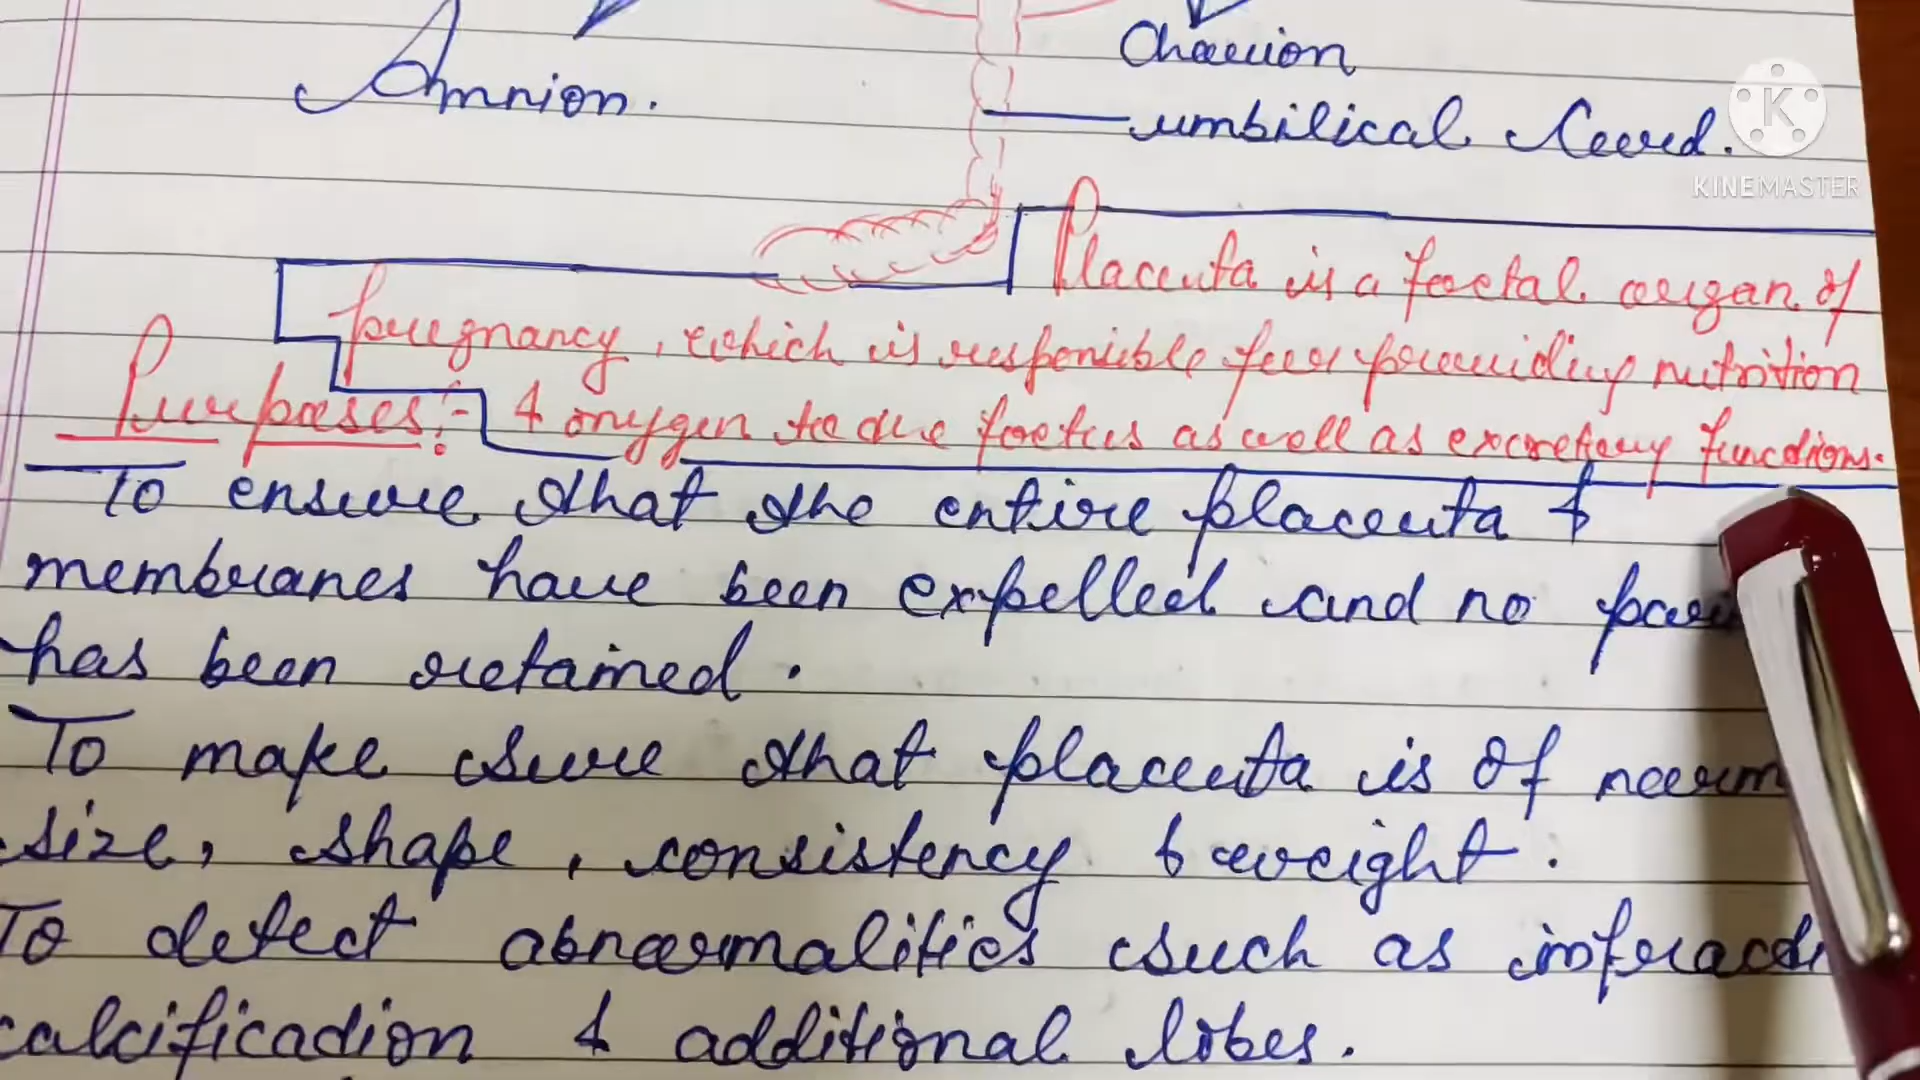 Chorion
Amnion.
umbilical Cord.
KINEMASTER
Placenta is a foetal organ of
pregnancy, which is responsible for providing nutrition
Purposes:- & oxygen to the foetus as well as excretory functions.
To ensure that the entire placenta &
membranes have been expelled and no
has been retained.
To make sure that placenta is of
size, shape, consistency & weight.
To detect abnormalities such as
calcification & additional lobes.